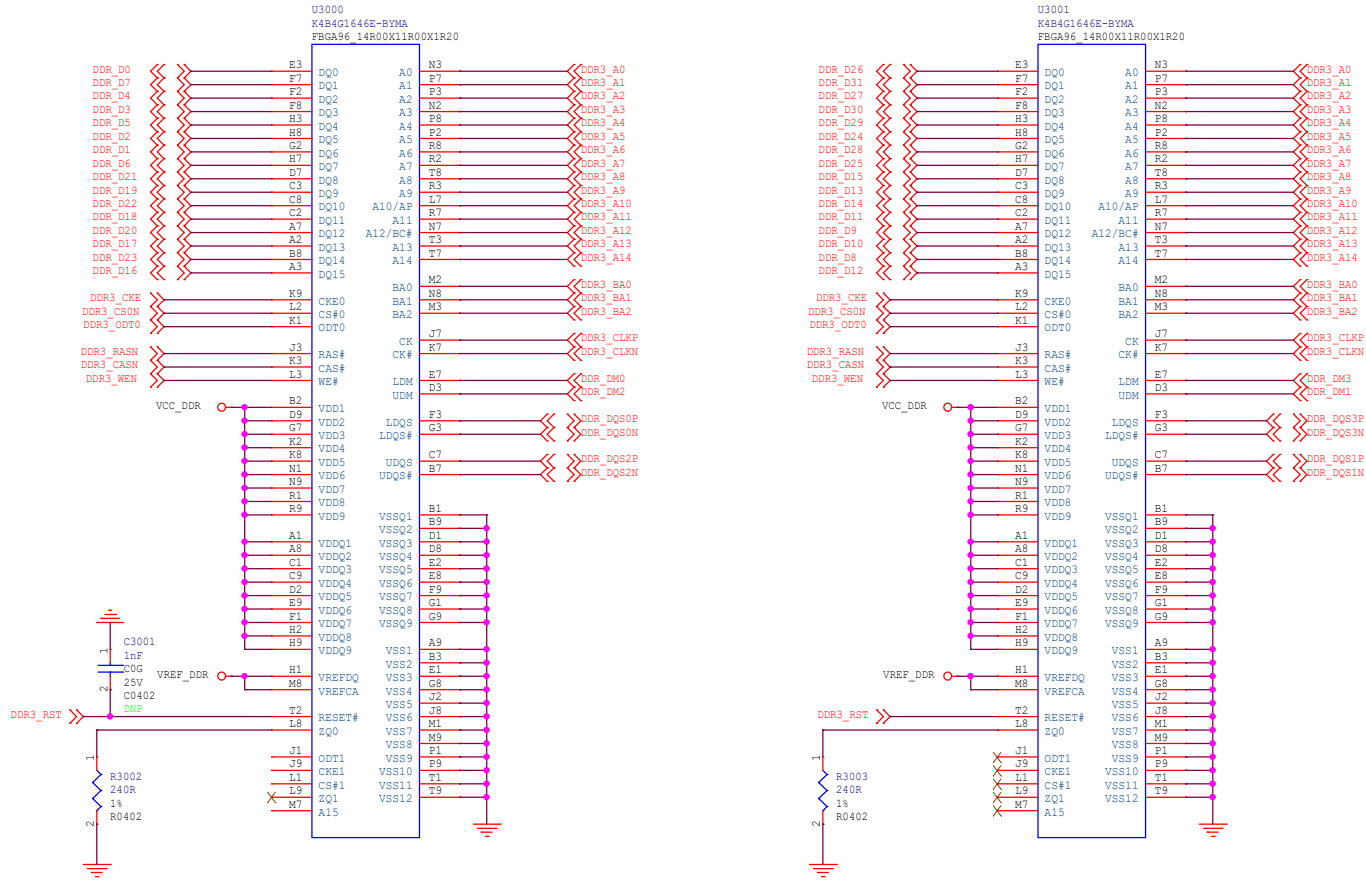 U3000
K4B4G1646E-BYMA
FBGA96_14R00X11R00X1R20
DDR_D0 E3 DQ0 A0 N3 DDR3_A0
DDR_D7 F7 DQ1 A1 P7 DDR3_A1
DDR_D4 F2 DQ2 A2 P3 DDR3_A2
DDR_D3 F8 DQ3 A3 N2 DDR3_A3
DDR_D5 H3 DQ4 A4 P8 DDR3_A4
DDR_D2 H8 DQ5 A5 P2 DDR3_A5
DDR_D1 G2 DQ6 A6 R8 DDR3_A6
DDR_D6 H7 DQ7 A7 R2 DDR3_A7
DDR_D21 D7 DQ8 A8 T8 DDR3_A8
DDR_D19 C3 DQ9 A9 R3 DDR3_A9
DDR_D22 C8 DQ10 A10/AP L7 DDR3_A10
DDR_D18 C2 DQ11 A11 R7 DDR3_A11
DDR_D20 A7 DQ12 A12/BC# N7 DDR3_A12
DDR_D17 A2 DQ13 A13 T3 DDR3_A13
DDR_D23 B8 DQ14 A14 T7 DDR3_A14
DDR_D16 A3 DQ15
BA0 M2 DDR3_BA0
DDR3_CKE K9 CKE0 BA1 N8 DDR3_BA1
DDR3_CS0N L2 CS#0 BA2 M3 DDR3_BA2
DDR3_ODT0 K1 ODT0
CK J7 DDR3_CLKP
DDR3_RASN J3 RAS# CK# K7 DDR3_CLKN
DDR3_CASN K3 CAS#
DDR3_WEN L3 WE# LDM E7 DDR_DM0
UDM D3 DDR_DM2
VCC_DDR B2 VDD1
D9 VDD2 LDQS F3 DDR_DQS0P
G7 VDD3 LDQS# G3 DDR_DQS0N
K2 VDD4
K8 VDD5 UDQS C7 DDR_DQS2P
N1 VDD6 UDQS# B7 DDR_DQS2N
N9 VDD7
R1 VDD8
R9 VDD9 VSSQ1 B1
VSSQ2 B9
A1 VDDQ1 VSSQ3 D1
A8 VDDQ2 VSSQ4 D8
C1 VDDQ3 VSSQ5 E2
C9 VDDQ4 VSSQ6 E8
D2 VDDQ5 VSSQ7 F9
E9 VDDQ6 VSSQ8 G1
F1 VDDQ7 VSSQ9 G9
H2 VDDQ8
H9 VDDQ9 VSS1 A9
VSS2 B3
VREF_DDR H1 VREFDQ VSS3 E1
M8 VREFCA VSS4 G8
VSS5 J2
DDR3_RST T2 RESET# VSS6 J8
L8 ZQ0 VSS7 M1
VSS8 M9
J1 ODT1 VSS9 P1
J9 CKE1 VSS10 P9
L1 CS#1 VSS11 T1
L9 ZQ1 VSS12 T9
M7 A15
C3001
1
1nF
C0G
25V
2
C0402
DNP
1
R3002
240R
1%
R0402
2
U3001
K4B4G1646E-BYMA
FBGA96_14R00X11R00X1R20
DDR_D26 E3 DQ0 A0 N3 DDR3_A0
DDR_D31 F7 DQ1 A1 P7 DDR3_A1
DDR_D27 F2 DQ2 A2 P3 DDR3_A2
DDR_D30 F8 DQ3 A3 N2 DDR3_A3
DDR_D29 H3 DQ4 A4 P8 DDR3_A4
DDR_D24 H8 DQ5 A5 P2 DDR3_A5
DDR_D28 G2 DQ6 A6 R8 DDR3_A6
DDR_D25 H7 DQ7 A7 R2 DDR3_A7
DDR_D15 D7 DQ8 A8 T8 DDR3_A8
DDR_D13 C3 DQ9 A9 R3 DDR3_A9
DDR_D14 C8 DQ10 A10/AP L7 DDR3_A10
DDR_D11 C2 DQ11 A11 R7 DDR3_A11
DDR_D9 A7 DQ12 A12/BC# N7 DDR3_A12
DDR_D10 A2 DQ13 A13 T3 DDR3_A13
DDR_D8 B8 DQ14 A14 T7 DDR3_A14
DDR_D12 A3 DQ15
BA0 M2 DDR3_BA0
DDR3_CKE K9 CKE0 BA1 N8 DDR3_BA1
DDR3_CS0N L2 CS#0 BA2 M3 DDR3_BA2
DDR3_ODT0 K1 ODT0
CK J7 DDR3_CLKP
DDR3_RASN J3 RAS# CK# K7 DDR3_CLKN
DDR3_CASN K3 CAS#
DDR3_WEN L3 WE# LDM E7 DDR_DM3
UDM D3 DDR_DM1
VCC_DDR B2 VDD1
D9 VDD2 LDQS F3 DDR_DQS3P
G7 VDD3 LDQS# G3 DDR_DQS3N
K2 VDD4
K8 VDD5 UDQS C7 DDR_DQS1P
N1 VDD6 UDQS# B7 DDR_DQS1N
N9 VDD7
R1 VDD8
R9 VDD9 VSSQ1 B1
VSSQ2 B9
A1 VDDQ1 VSSQ3 D1
A8 VDDQ2 VSSQ4 D8
C1 VDDQ3 VSSQ5 E2
C9 VDDQ4 VSSQ6 E8
D2 VDDQ5 VSSQ7 F9
E9 VDDQ6 VSSQ8 G1
F1 VDDQ7 VSSQ9 G9
H2 VDDQ8
H9 VDDQ9 VSS1 A9
VSS2 B3
VREF_DDR H1 VREFDQ VSS3 E1
M8 VREFCA VSS4 G8
VSS5 J2
DDR3_RST T2 RESET# VSS6 J8
L8 ZQ0 VSS7 M1
VSS8 M9
J1 ODT1 VSS9 P1
J9 CKE1 VSS10 P9
L1 CS#1 VSS11 T1
L9 ZQ1 VSS12 T9
M7 A15
1
R3003
240R
1%
R0402
2